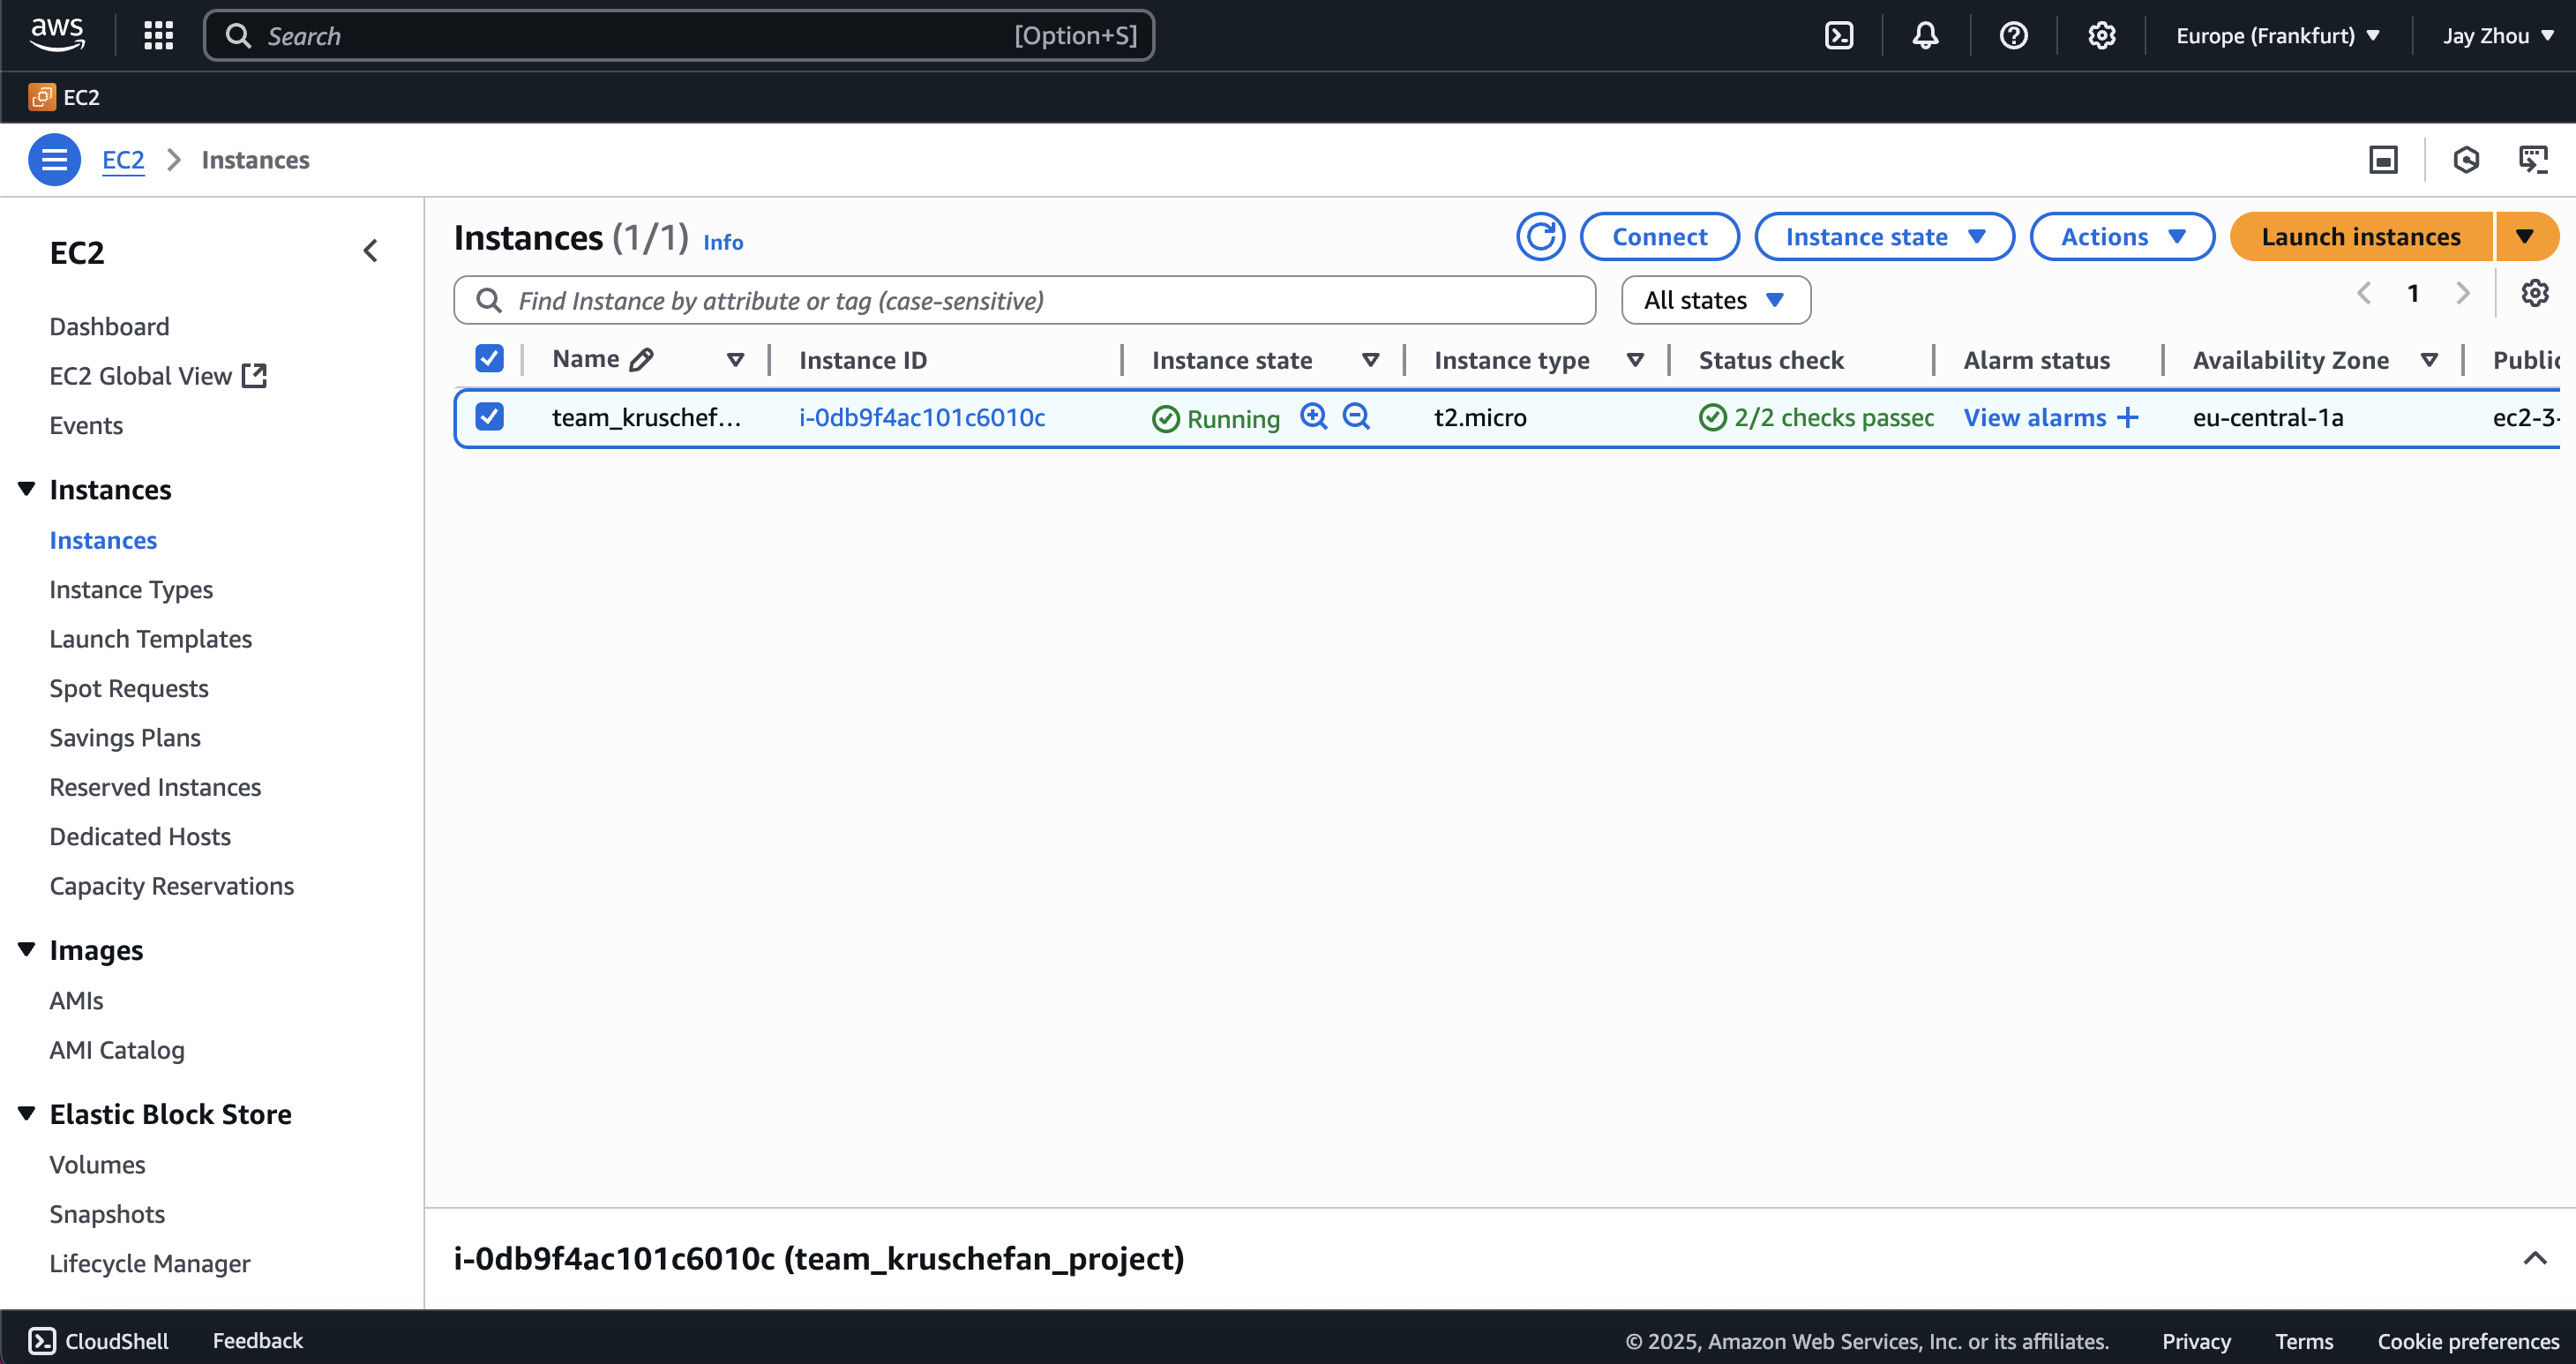 aws
Search [Option+S]
Europe (Frankfurt)
Jay Zhou
EC2
EC2 Instances
EC2
Dashboard
EC2 Global View
Events
Instances
Instances
Instance Types
Launch Templates
Spot Requests
Savings Plans
Reserved Instances
Dedicated Hosts
Capacity Reservations
Images
AMIs
AMI Catalog
Elastic Block Store
Volumes
Snapshots
Lifecycle Manager
Instances (1/1) Info
Connect
Instance state
Actions
Launch instances
Find Instance by attribute or tag (case-sensitive)
All states
1
Name Instance ID Instance state Instance type Status check Alarm status Availability Zone Public
team_kruschef... i-0db9f4ac101c6010c Running t2.micro 2/2 checks passed View alarms + eu-central-1a ec2-3-
i-0db9f4ac101c6010c (team_kruschefan_project)
CloudShell Feedback © 2025, Amazon Web Services, Inc. or its affiliates. Privacy Terms Cookie preferences